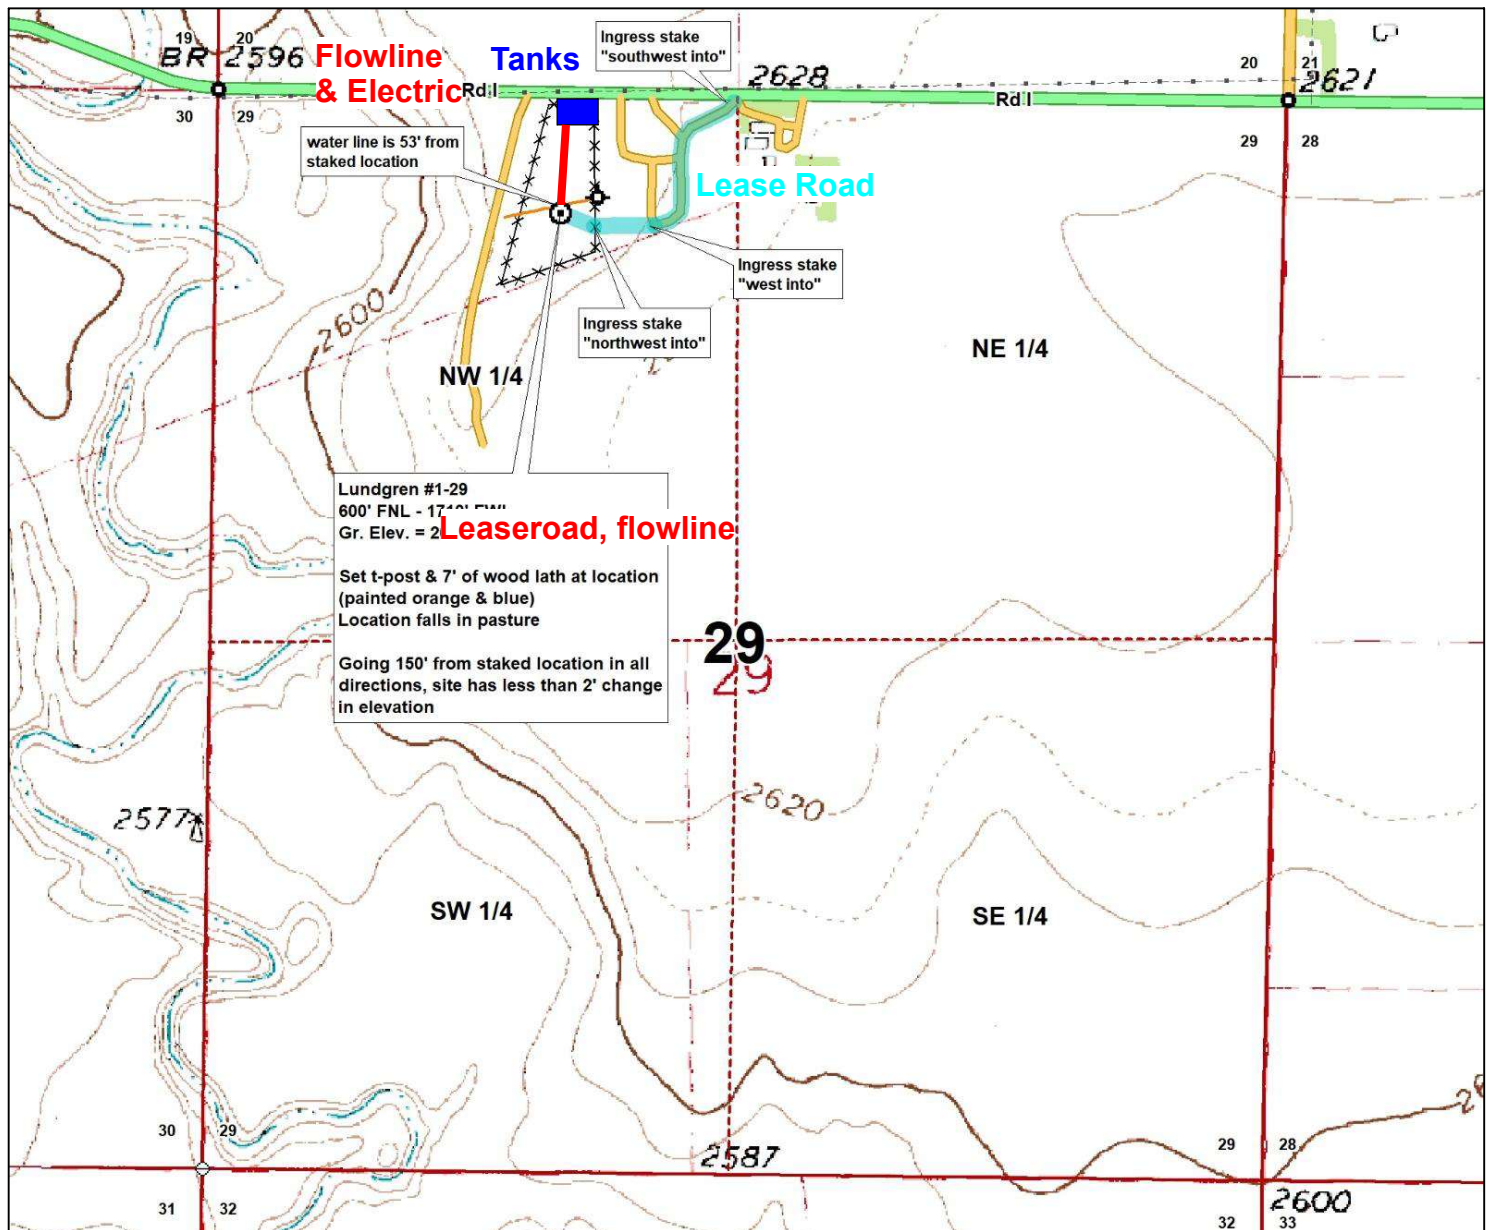 19
20
BR 2596
Flowline
& Electric
Tanks
Ingress stake
"southwest into"
2628
20
21
2621
Rd I
Rd I
30
29
29
28
water line is 53' from
staked location
Lease Road
Ingress stake
"west into"
2600
Ingress stake
"northwest into"
NE 1/4
NW 1/4
Lundgren #1-29
600' FNL -
Gr. Elev. =
Leaseroad, flowline
Set t-post & 7' of wood lath at location
(painted orange & blue)
Location falls in pasture
Going 150' from staked location in all
directions, site has less than 2' change
in elevation
29
29
2577
2620
SW 1/4
SE 1/4
30
29
29
28
2587
2600
31
32
32
33